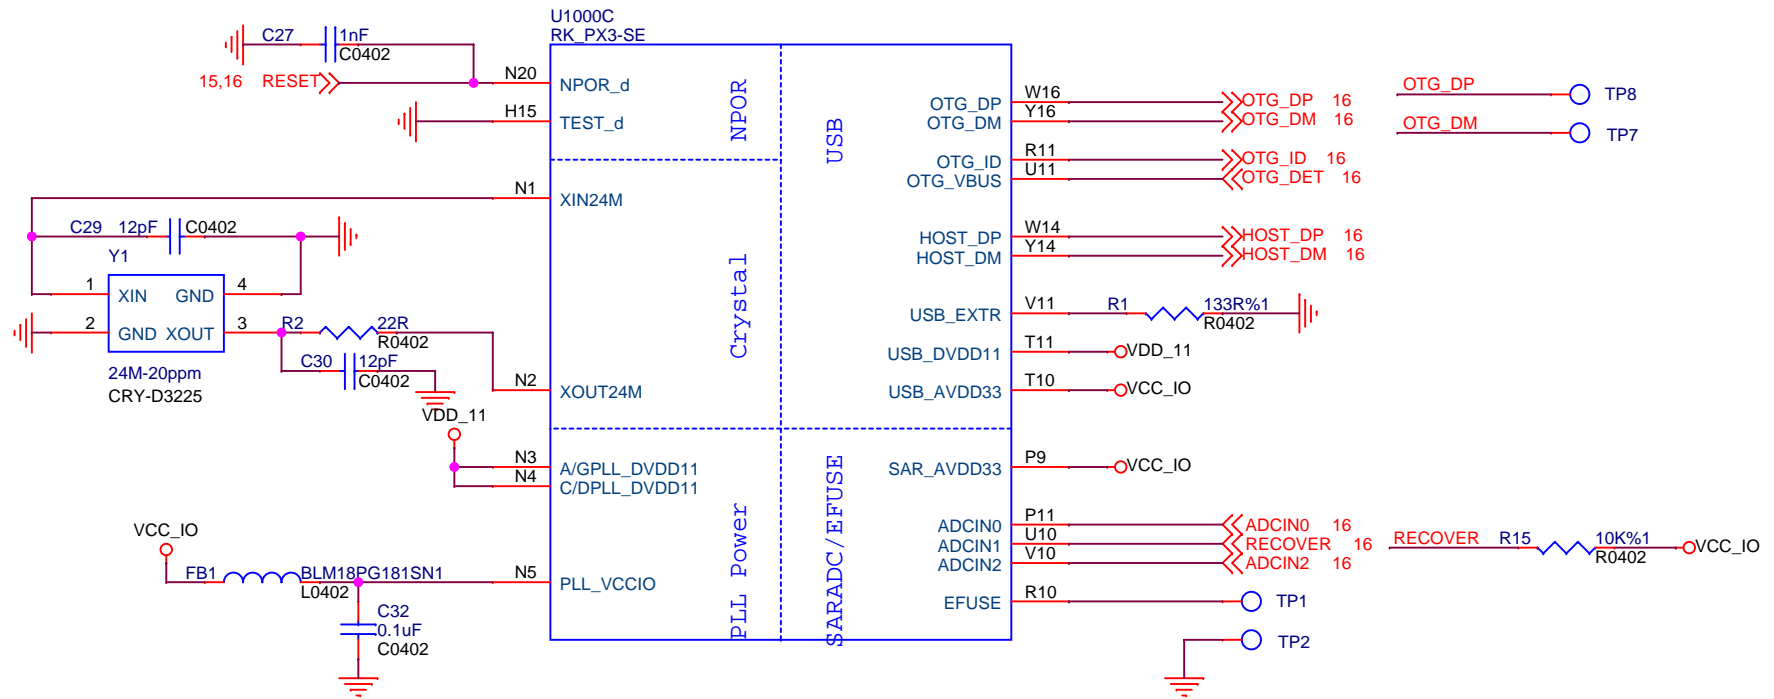 U1000C
RK_PX3-SE
C27 1nF
C0402
15,16 RESET
N20 NPOR_d
H15 TEST_d
NPOR
USB
OTG_DP W16 OTG_DP 16
OTG_DM Y16 OTG_DM 16
OTG_DP TP8
OTG_DM TP7
OTG_ID R11 OTG_ID 16
OTG_VBUS U11 OTG_DET 16
N1 XIN24M
C29 12pF C0402
Y1
1 XIN GND 4
2 GND XOUT 3
24M-20ppm
CRY-D3225
R2 22R
R0402
C30 12pF
C0402
N2 XOUT24M
Crystal
HOST_DP W14 HOST_DP 16
HOST_DM Y14 HOST_DM 16
USB_EXTR V11 R1 133R%1
R0402
USB_DVDD11 T11 VDD_11
USB_AVDD33 T10 VCC_IO
VDD_11
N3 A/GPLL_DVDD11
N4 C/DPLL_DVDD11
PLL Power
SARADC/EFUSE
SAR_AVDD33 P9 VCC_IO
ADCIN0 P11 ADCIN0 16
ADCIN1 U10 RECOVER 16
ADCIN2 V10 ADCIN2 16
RECOVER R15 10K%1 VCC_IO
R0402
VCC_IO
FB1 BLM18PG181SN1
L0402
N5 PLL_VCCIO
C32
0.1uF
C0402
EFUSE R10 TP1
TP2